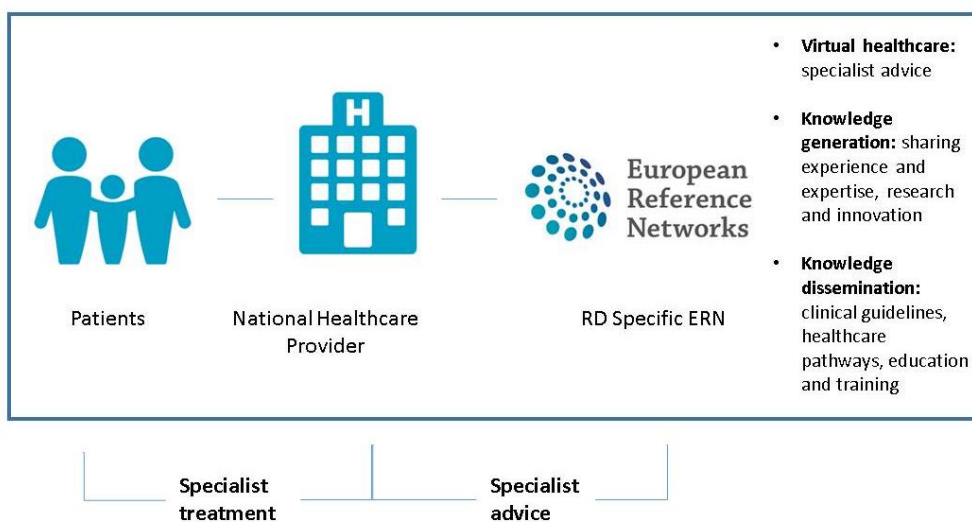 H
European
Reference
Networks
Patients
National Healthcare
Provider
RD Specific ERN
• Virtual healthcare:
specialist advice
• Knowledge
generation: sharing
experience and
expertise, research
and innovation
• Knowledge
dissemination:
clinical guidelines,
healthcare
pathways, education
and training
Specialist
treatment
Specialist
advice